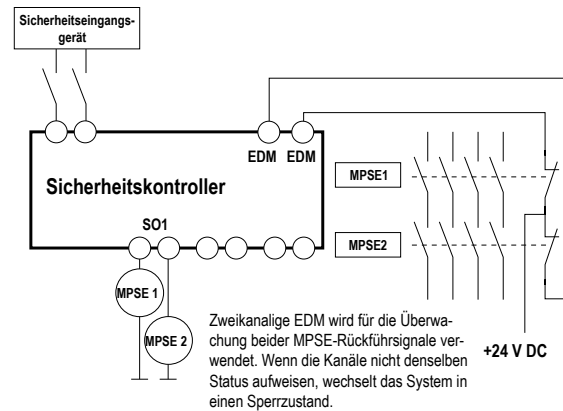 Sicherheitseingangs-
gerät
EDM EDM
Sicherheitskontroller
SO1
MPSE1
MPSE2
MPSE 1
MPSE 2
Zweikanalige EDM wird für die Überwa-
chung beider MPSE-Rückführsignale ver-
wendet. Wenn die Kanäle nicht denselben
Status aufweisen, wechselt das System in
einen Sperrzustand.
+24 V DC